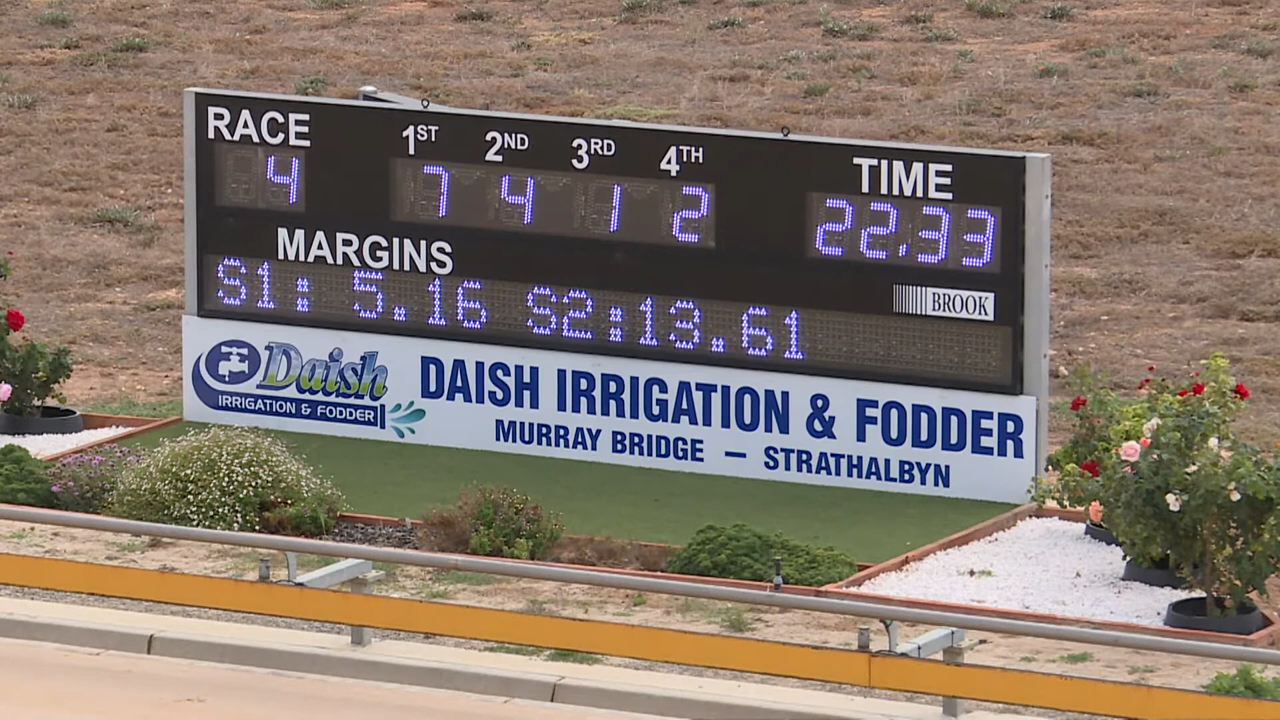 RACE 1ST 2ND 3RD 4TH TIME
4 7 4 1 2 22.33
MARGINS
S1: 5.16 S2:13.61
BROOK
Daish
IRRIGATION & FODDER
DAISH IRRIGATION & FODDER
MURRAY BRIDGE – STRATHALBYN